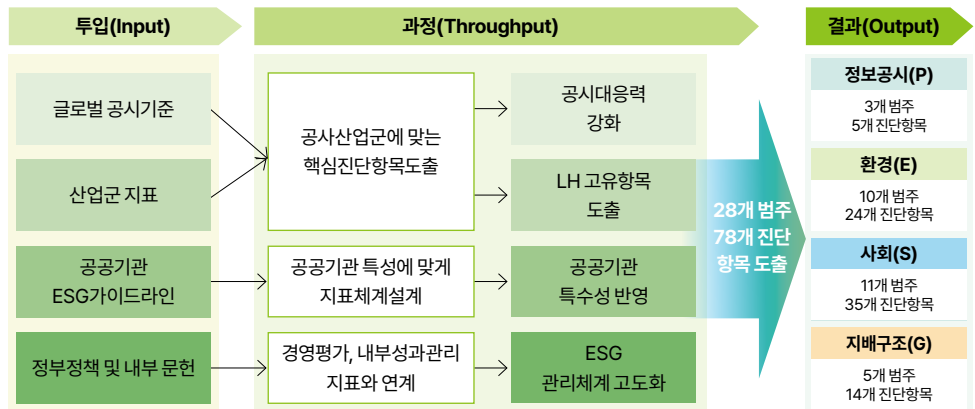 투입(Input)
과정(Throughput)
결과(Output)
글로벌 공시기준
산업군 지표
공공기관
ESG가이드라인
정부정책 및 내부 문헌
공사산업군에 맞는
핵심진단항목도출
공공기관 특성에 맞게
지표체계설계
경영평가, 내부성과관리
지표와 연계
공시대응력
강화
LH 고유항목
도출
공공기관
특수성 반영
ESG
관리체계 고도화
28개 범주
78개 진단
항목 도출
정보공시(P)
3개 범주
5개 진단항목
환경(E)
10개 범주
24개 진단항목
사회(S)
11개 범주
35개 진단항목
지배구조(G)
5개 범주
14개 진단항목